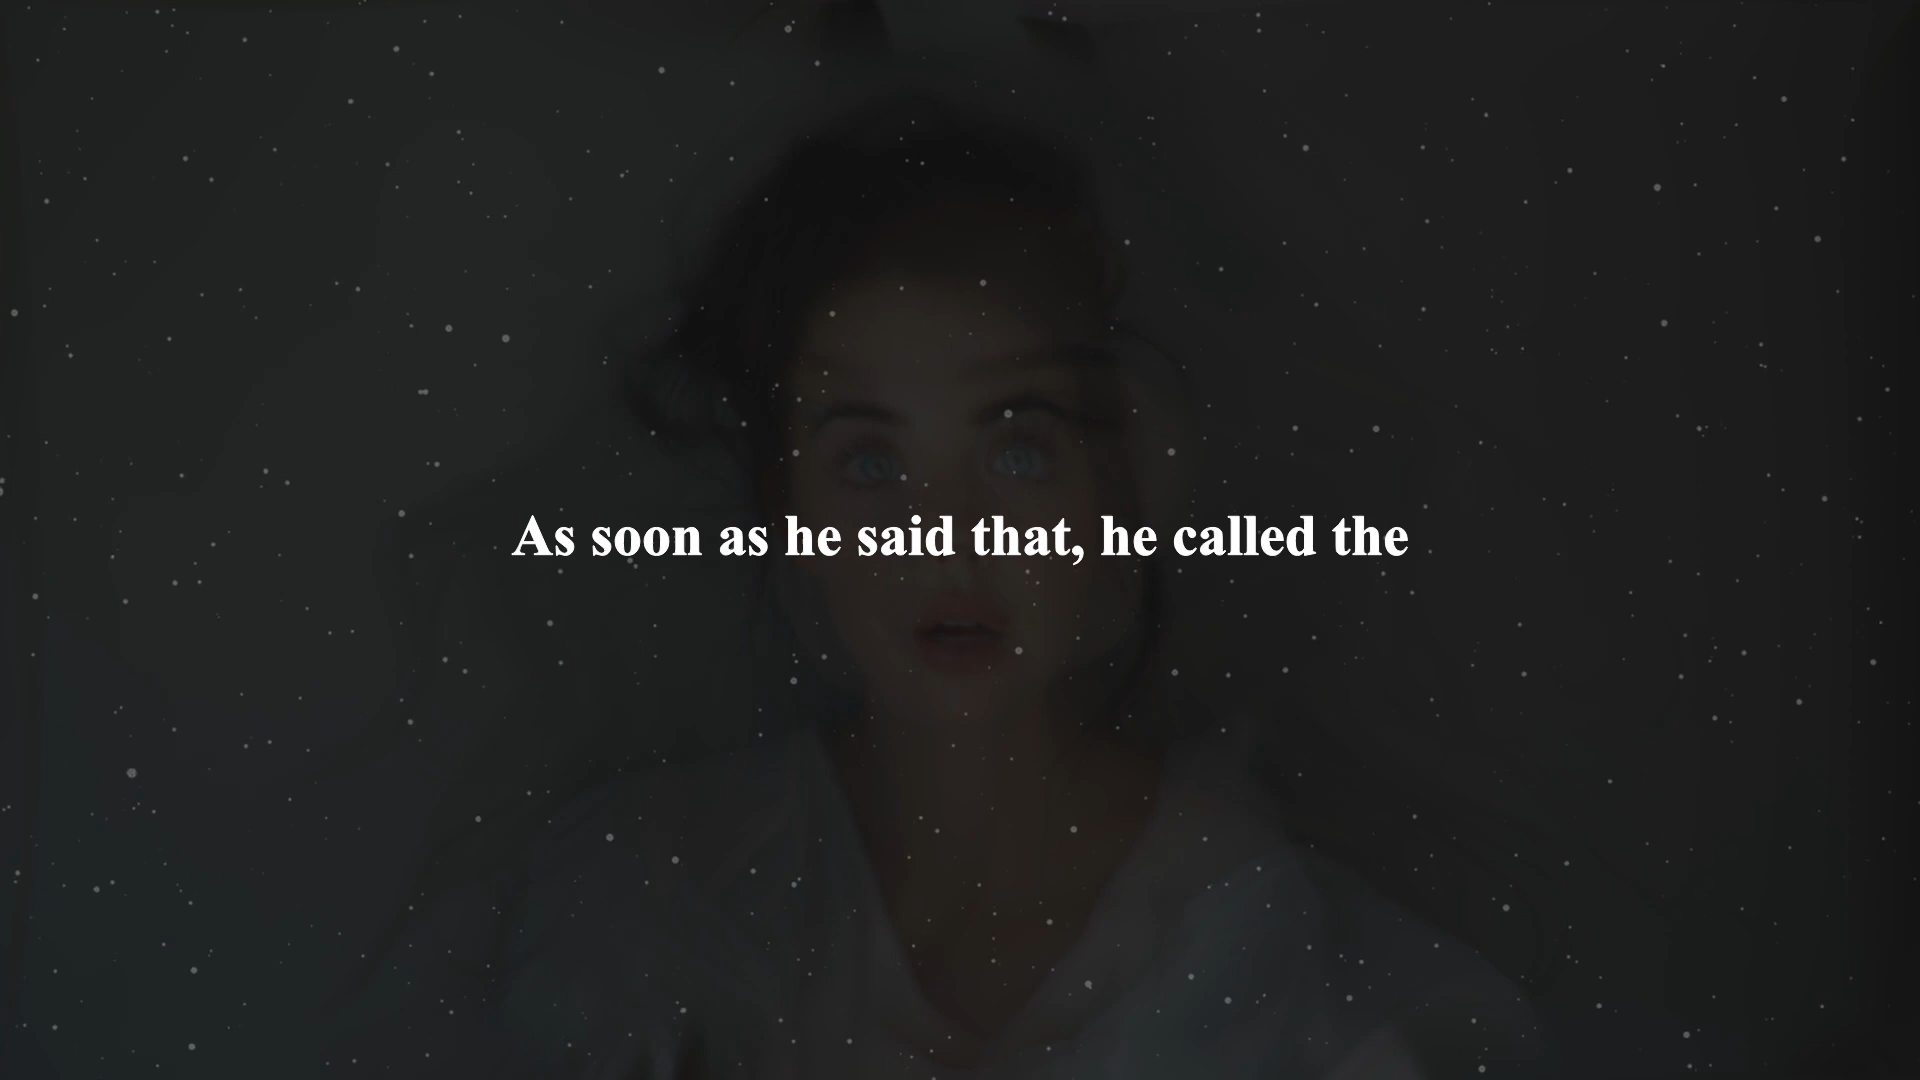 As soon as he said that, he called the